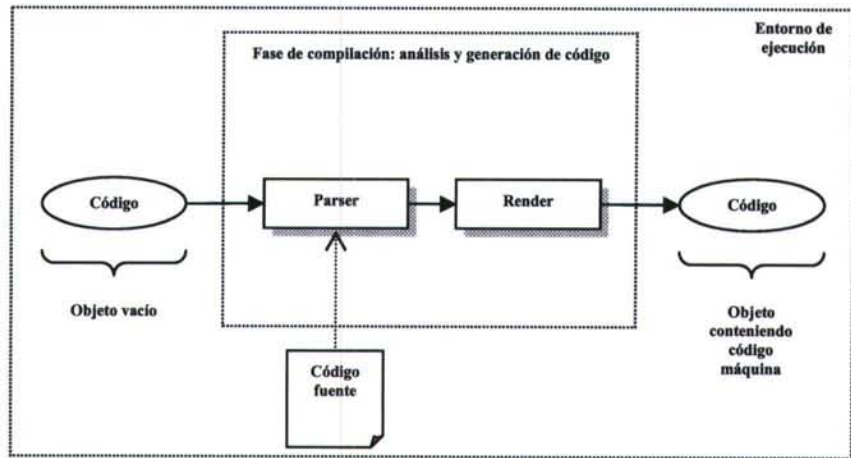 Entorno de
ejecución
Fase de compilación: análisis y generación de código
Código
Parser
Render
Código
Objeto vacío
Código
fuente
Objeto
conteniendo
código
máquina